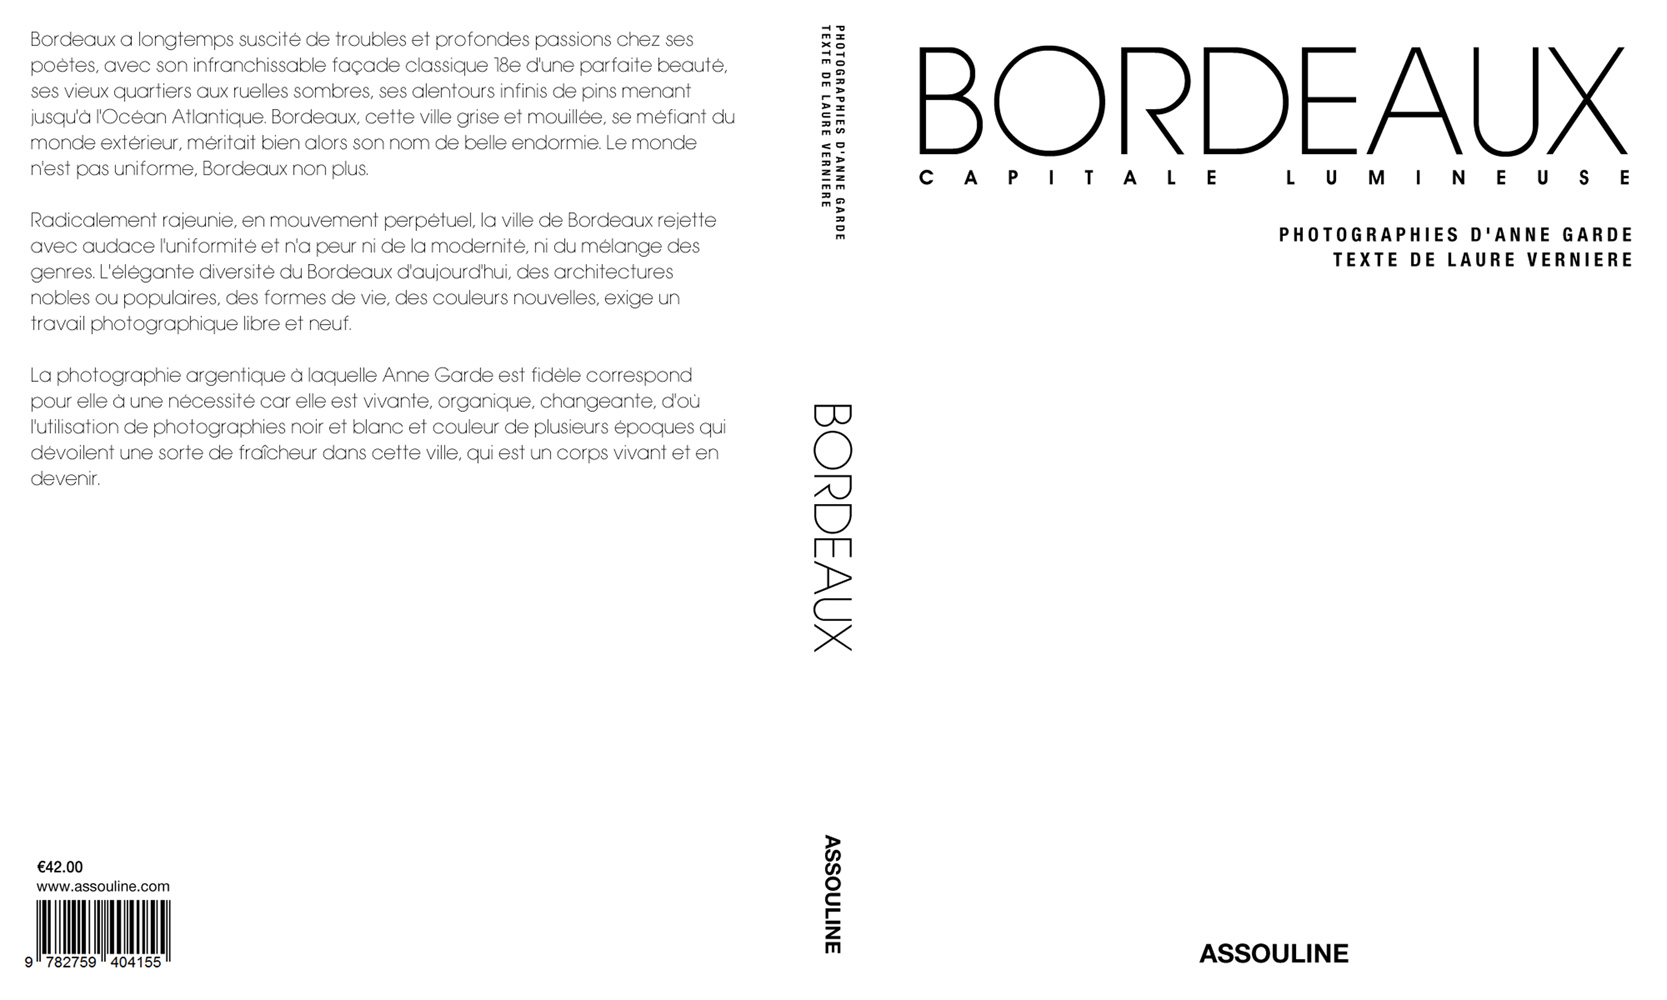 Bordeaux a longtemps suscité de troubles et profondes passions chez ses
poètes, avec son infranchissable façade classique 18e d'une parfaite beauté,
ses vieux quartiers aux ruelles sombres, ses alentours infinis de pins menant
jusqu'à l'Océan Atlantique. Bordeaux, cette ville grise et mouillée, se méfiant du
monde extérieur, méritait bien alors son nom de belle endormie. Le monde
n'est pas uniforme, Bordeaux non plus.
Radicalement rajeunie, en mouvement perpétuel, la ville de Bordeaux rejette
avec audace l'uniformité et n'a peur ni de la modernité, ni du mélange des
genres. L'élégante diversité du Bordeaux d'aujourd'hui, des architectures
nobles ou populaires, des formes de vie, des couleurs nouvelles, exige un
travail photographique libre et neuf.
La photographie argentique à laquelle Anne Garde est fidèle correspond
pour elle à une nécessité car elle est vivante, organique, changeante, d'où
l'utilisation de photographies noir et blanc et couleur de plusieurs époques qui
dévoilent une sorte de fraîcheur dans cette ville, qui est un corps vivant et en
devenir.
€42.00
www.assouline.com
9 782759 404155
PHOTOGRAPHIES D'ANNE GARDE
TEXTE DE LAURE VERNIERE
BORDEAUX
ASSOULINE
BORDEAUX
CAPITALE LUMINEUSE
PHOTOGRAPHIES D'ANNE GARDE
TEXTE DE LAURE VERNIERE
ASSOULINE